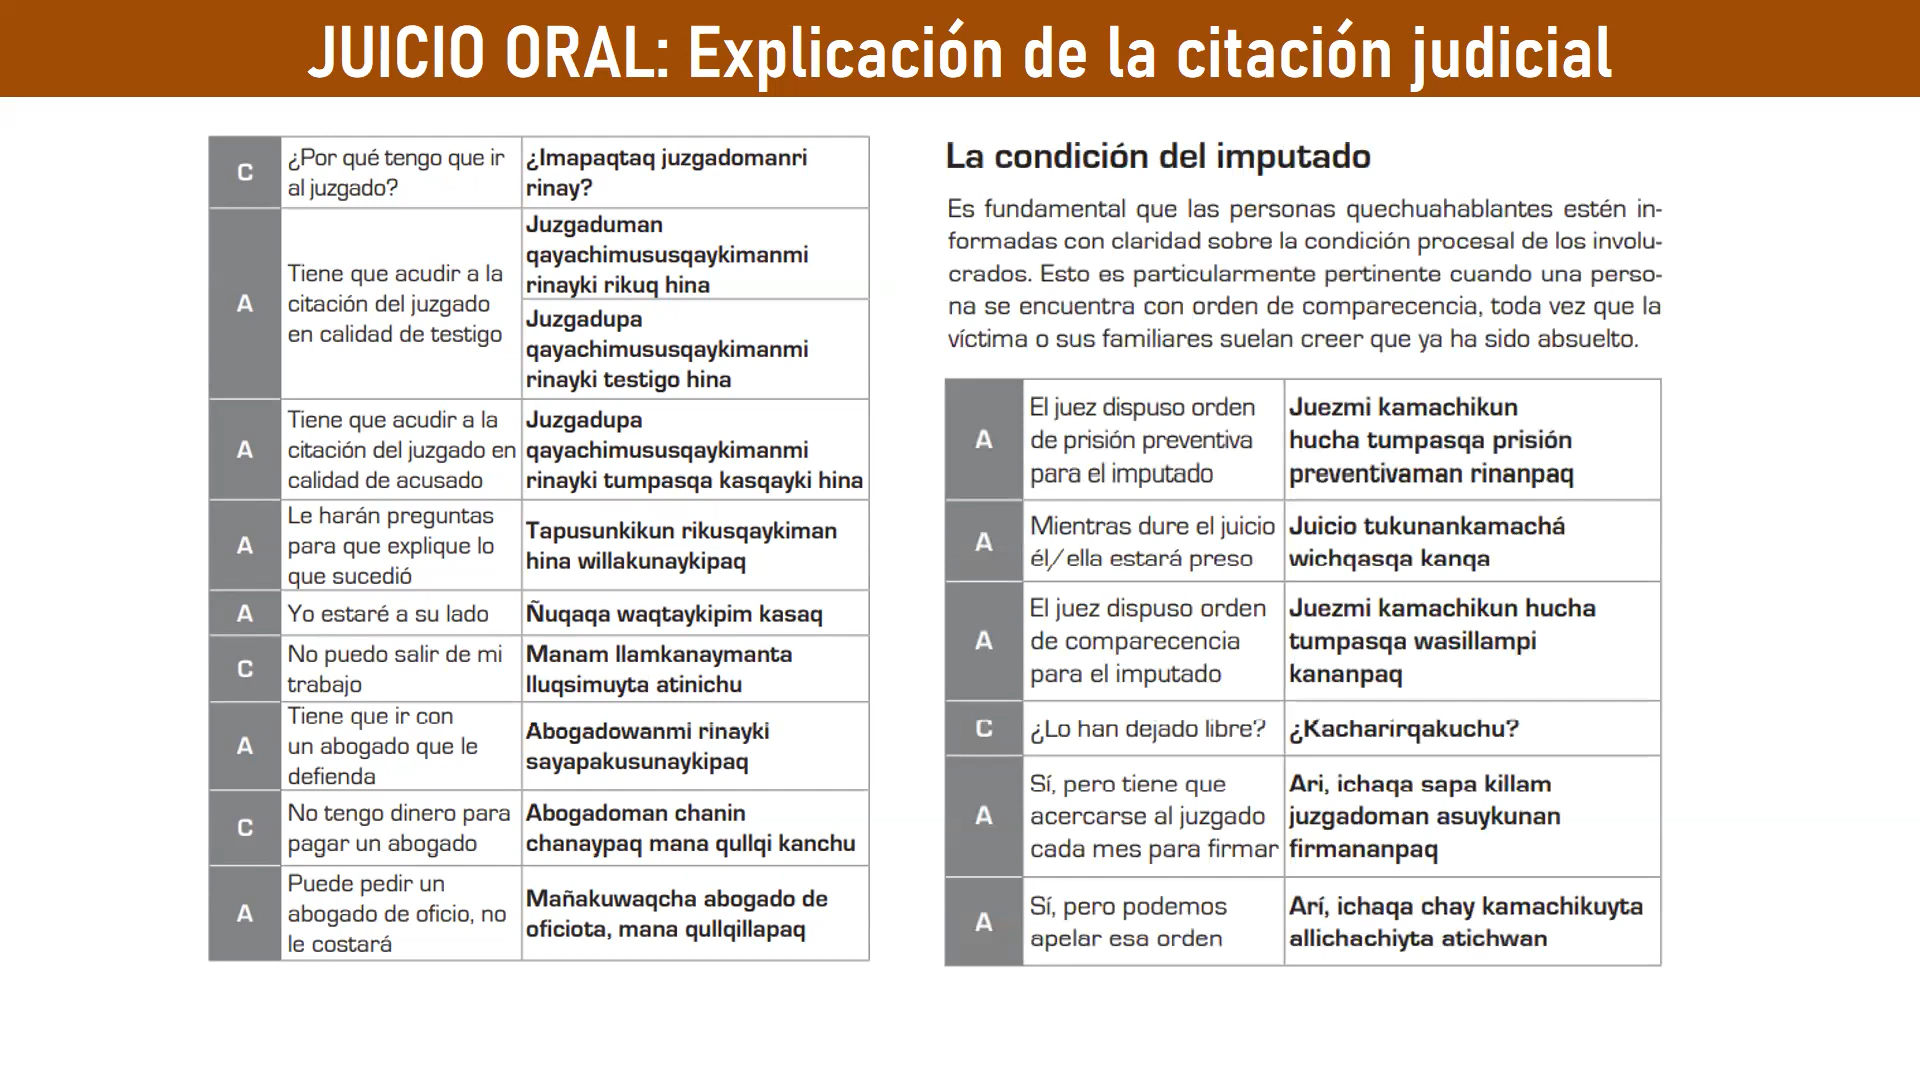 JUICIO ORAL: Explicación de la citación judicial
C
¿Por qué tengo que ir
al juzgado?
¿Imapaqtaq juzgadomanri
rinay?
A
Tiene que acudir a la
citación del juzgado
en calidad de testigo
Juzgaduman
qayachimususqaykimanmi
rinayki rikuq hina
Juzgadupa
qayachimususqaykimanmi
rinayki testigo hina
A
Tiene que acudir a la
citación del juzgado en
calidad de acusado
Juzgadupa
qayachimususqaykimanmi
rinayki tumpasqa kasqayki hina
A
Le harán preguntas
para que explique lo
que sucedió
Tapusunkikun rikusqaykiman
hina willakunaykipaq
A
Yo estaré a su lado
Ñuqaqa waqtaykipim kasaq
C
No puedo salir de mi
trabajo
Manam llamkanaymanta
lluqsimuyta atinichu
A
Tiene que ir con
un abogado que le
defienda
Abogadowanmi rinayki
sayapakusunaykipaq
C
No tengo dinero para
pagar un abogado
Abogadoman chanin
chanaypaq mana qullqi kanchu
A
Puede pedir un
abogado de oficio, no
le costará
Mañakuwaqcha abogado de
oficiota, mana qullqillapaq
La condición del imputado
Es fundamental que las personas quechuahablantes estén in-
formadas con claridad sobre la condición procesal de los involu-
crados. Esto es particularmente pertinente cuando una perso-
na se encuentra con orden de comparecencia, toda vez que la
víctima o sus familiares suelan creer que ya ha sido absuelto.
A
El juez dispuso orden
de prisión preventiva
para el imputado
Juezmi kamachikun
hucha tumpasqa prisión
preventivaman rinanpaq
A
Mientras dure el juicio
él/ella estará preso
Juicio tukunankamachá
wichqasqa kanqa
A
El juez dispuso orden
de comparecencia
para el imputado
Juezmi kamachikun hucha
tumpasqa wasillampi
kananpaq
C
¿Lo han dejado libre?
¿Kacharirqakuchu?
A
Sí, pero tiene que
acercarse al juzgado
cada mes para firmar
Ari, ichaqa sapa killam
juzgadoman asuykunan
firmananpaq
A
Sí, pero podemos
apelar esa orden
Arí, ichaqa chay kamachikuyta
allichachiyta atichwan